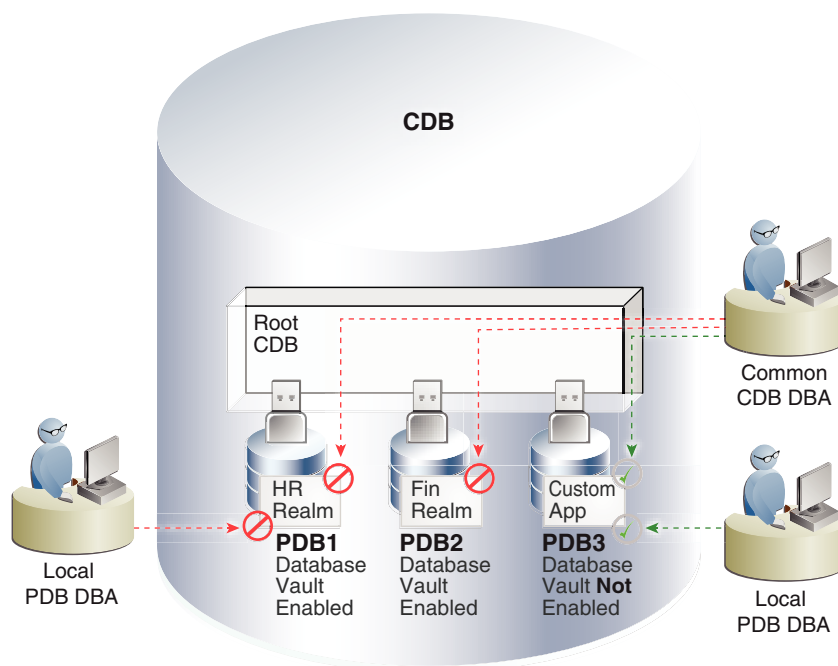 CDB
Root
CDB
Common
CDB DBA
HR
Realm
Fin
Realm
Custom
App
PDB1
Database
Vault
Enabled
PDB2
Database
Vault
Enabled
PDB3
Database
Vault Not
Enabled
Local
PDB DBA
Local
PDB DBA